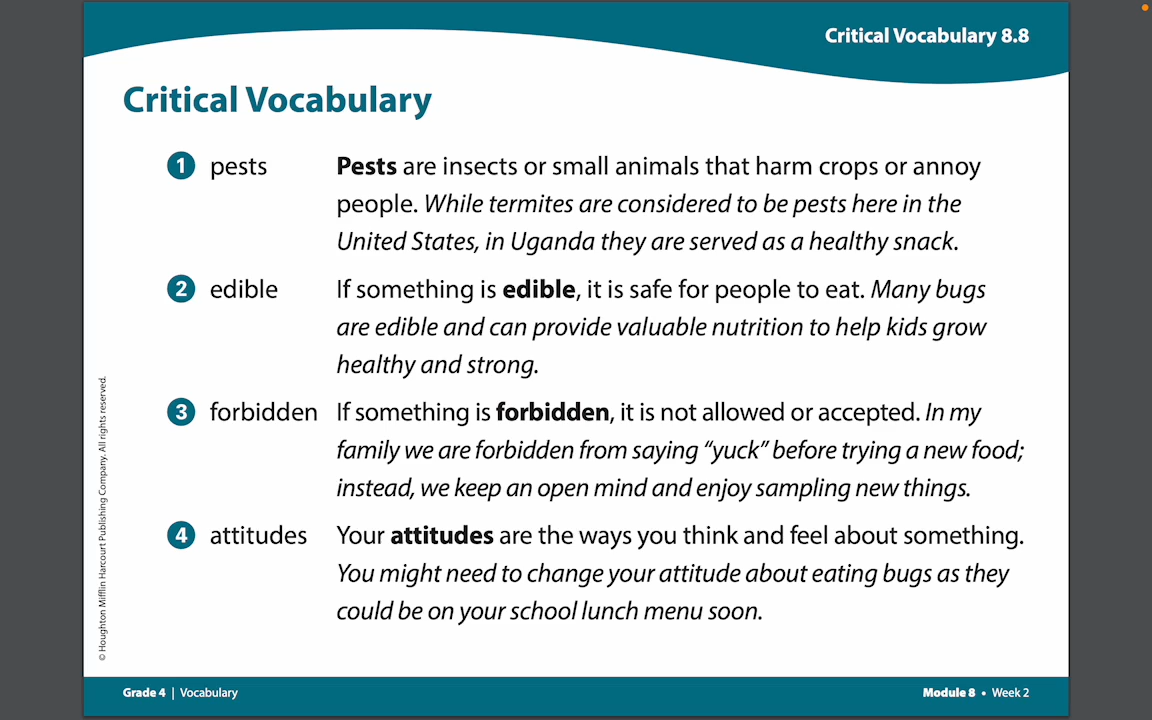 Critical Vocabulary 8.8
Critical Vocabulary
1 pests Pests are insects or small animals that harm crops or annoy
people. While termites are considered to be pests here in the
United States, in Uganda they are served as a healthy snack.
2 edible If something is edible, it is safe for people to eat. Many bugs
are edible and can provide valuable nutrition to help kids grow
healthy and strong.
3 forbidden If something is forbidden, it is not allowed or accepted. In my
family we are forbidden from saying “yuck” before trying a new food;
instead, we keep an open mind and enjoy sampling new things.
4 attitudes Your attitudes are the ways you think and feel about something.
You might need to change your attitude about eating bugs as they
could be on your school lunch menu soon.
© Houghton Mifflin Harcourt Publishing Company. All rights reserved.
Grade 4 | Vocabulary Module 8 • Week 2